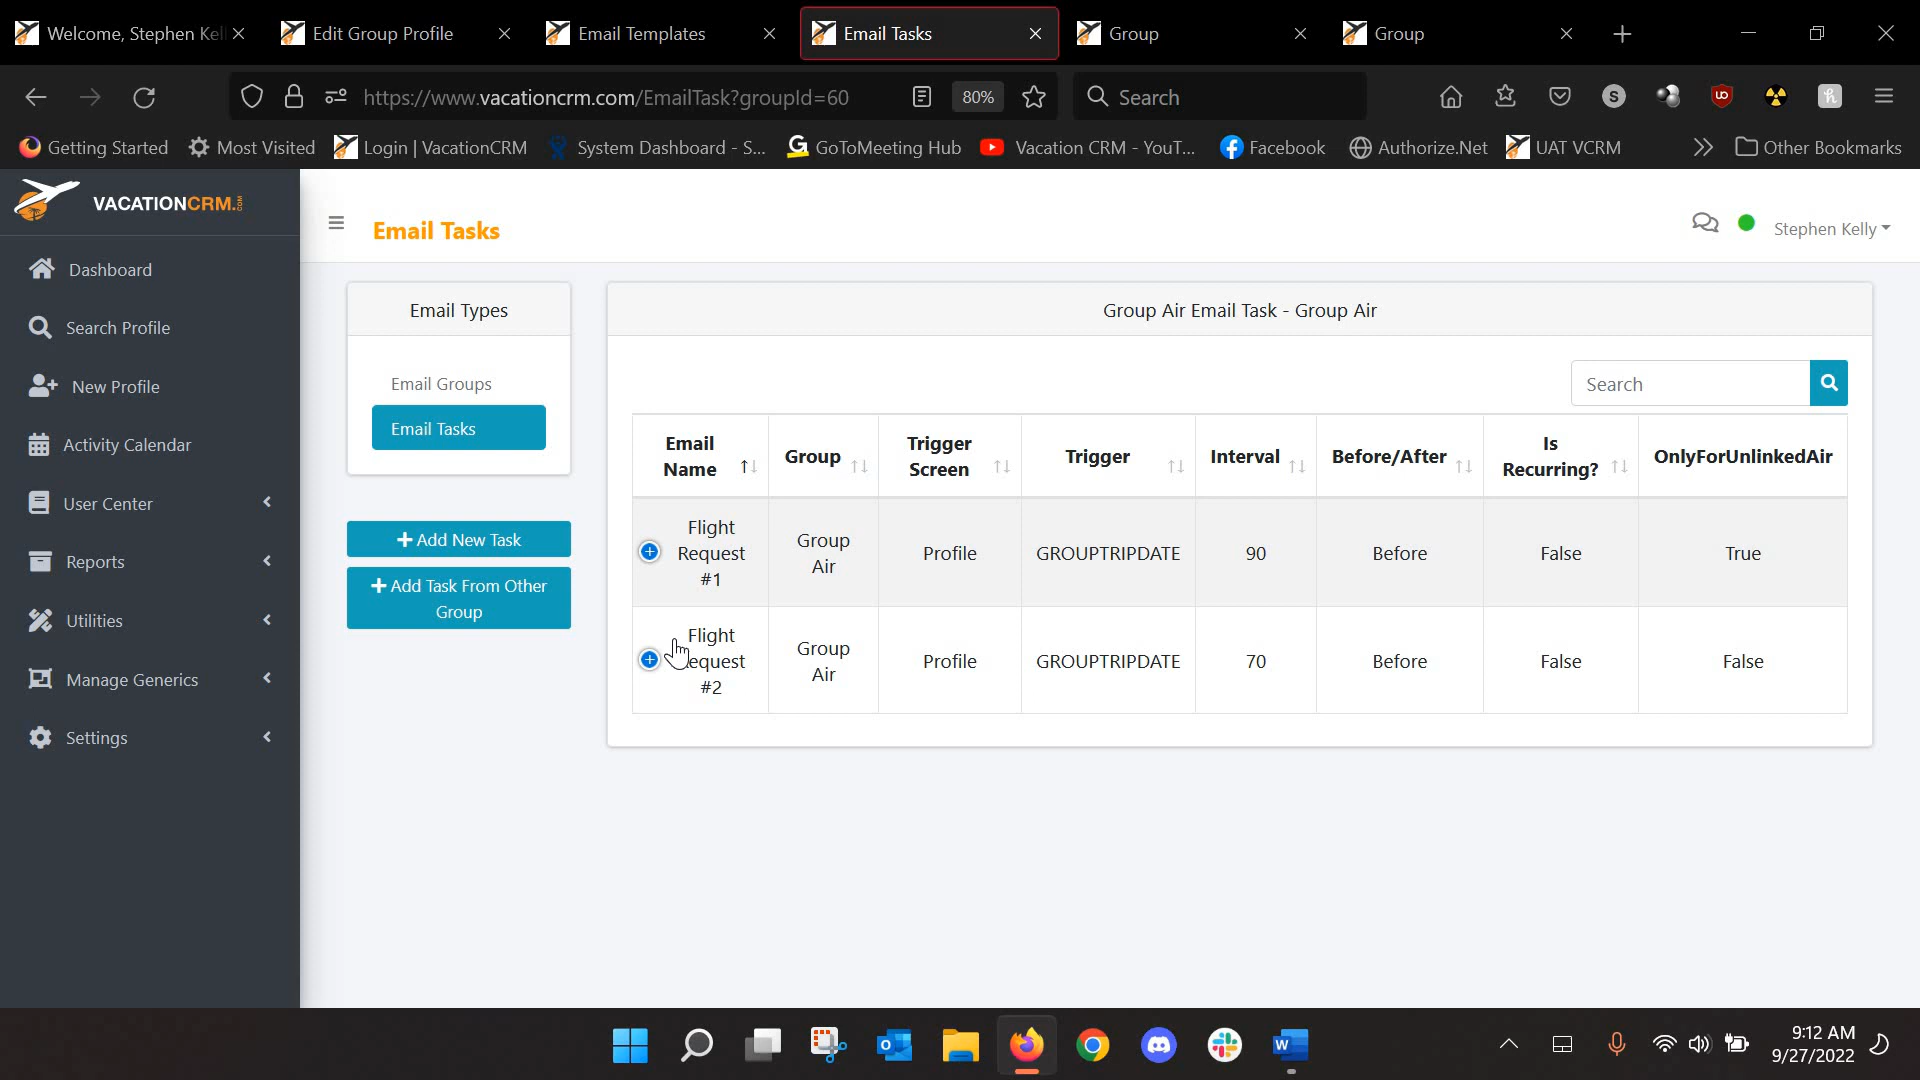 Welcome, Stephen Kel
Edit Group Profile
Email Templates
Email Tasks
Group
Group
https://www.vacationcrm.com/EmailTask?groupId=60
80%
Search
S
Getting Started
Most Visited
Login | VacationCRM
System Dashboard - S...
GoToMeeting Hub
Vacation CRM - YouT...
Facebook
Authorize.Net
UAT VCRM
Other Bookmarks
VACATIONCRM.COM
Email Tasks
Stephen Kelly
Dashboard
Search Profile
New Profile
Activity Calendar
User Center
Reports
Utilities
Manage Generics
Settings
Email Types
Email Groups
Email Tasks
Add New Task
Add Task From Other
Group
Group Air Email Task - Group Air
Search
Email
Name
Group
Trigger
Screen
Trigger
Interval
Before/After
Is
Recurring?
OnlyForUnlinkedAir
Flight
Request
#1
Group
Air
Profile
GROUPTRIPDATE
90
Before
False
True
Flight
equest
#2
Group
Air
Profile
GROUPTRIPDATE
70
Before
False
False
9:12 AM
9/27/2022